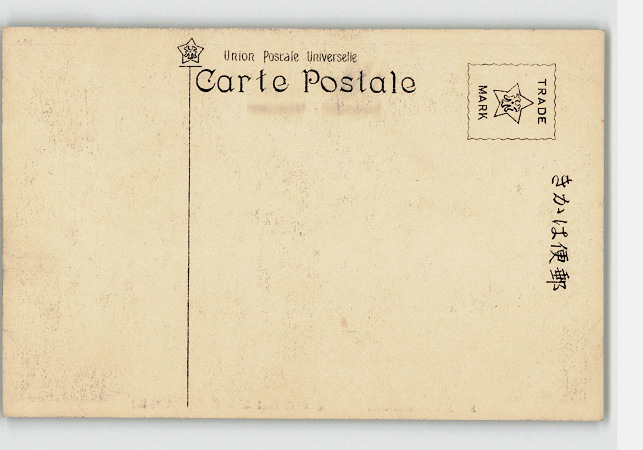 Union Postale Universelle
Carte Postale
TRADE
MARK
郵便はかき